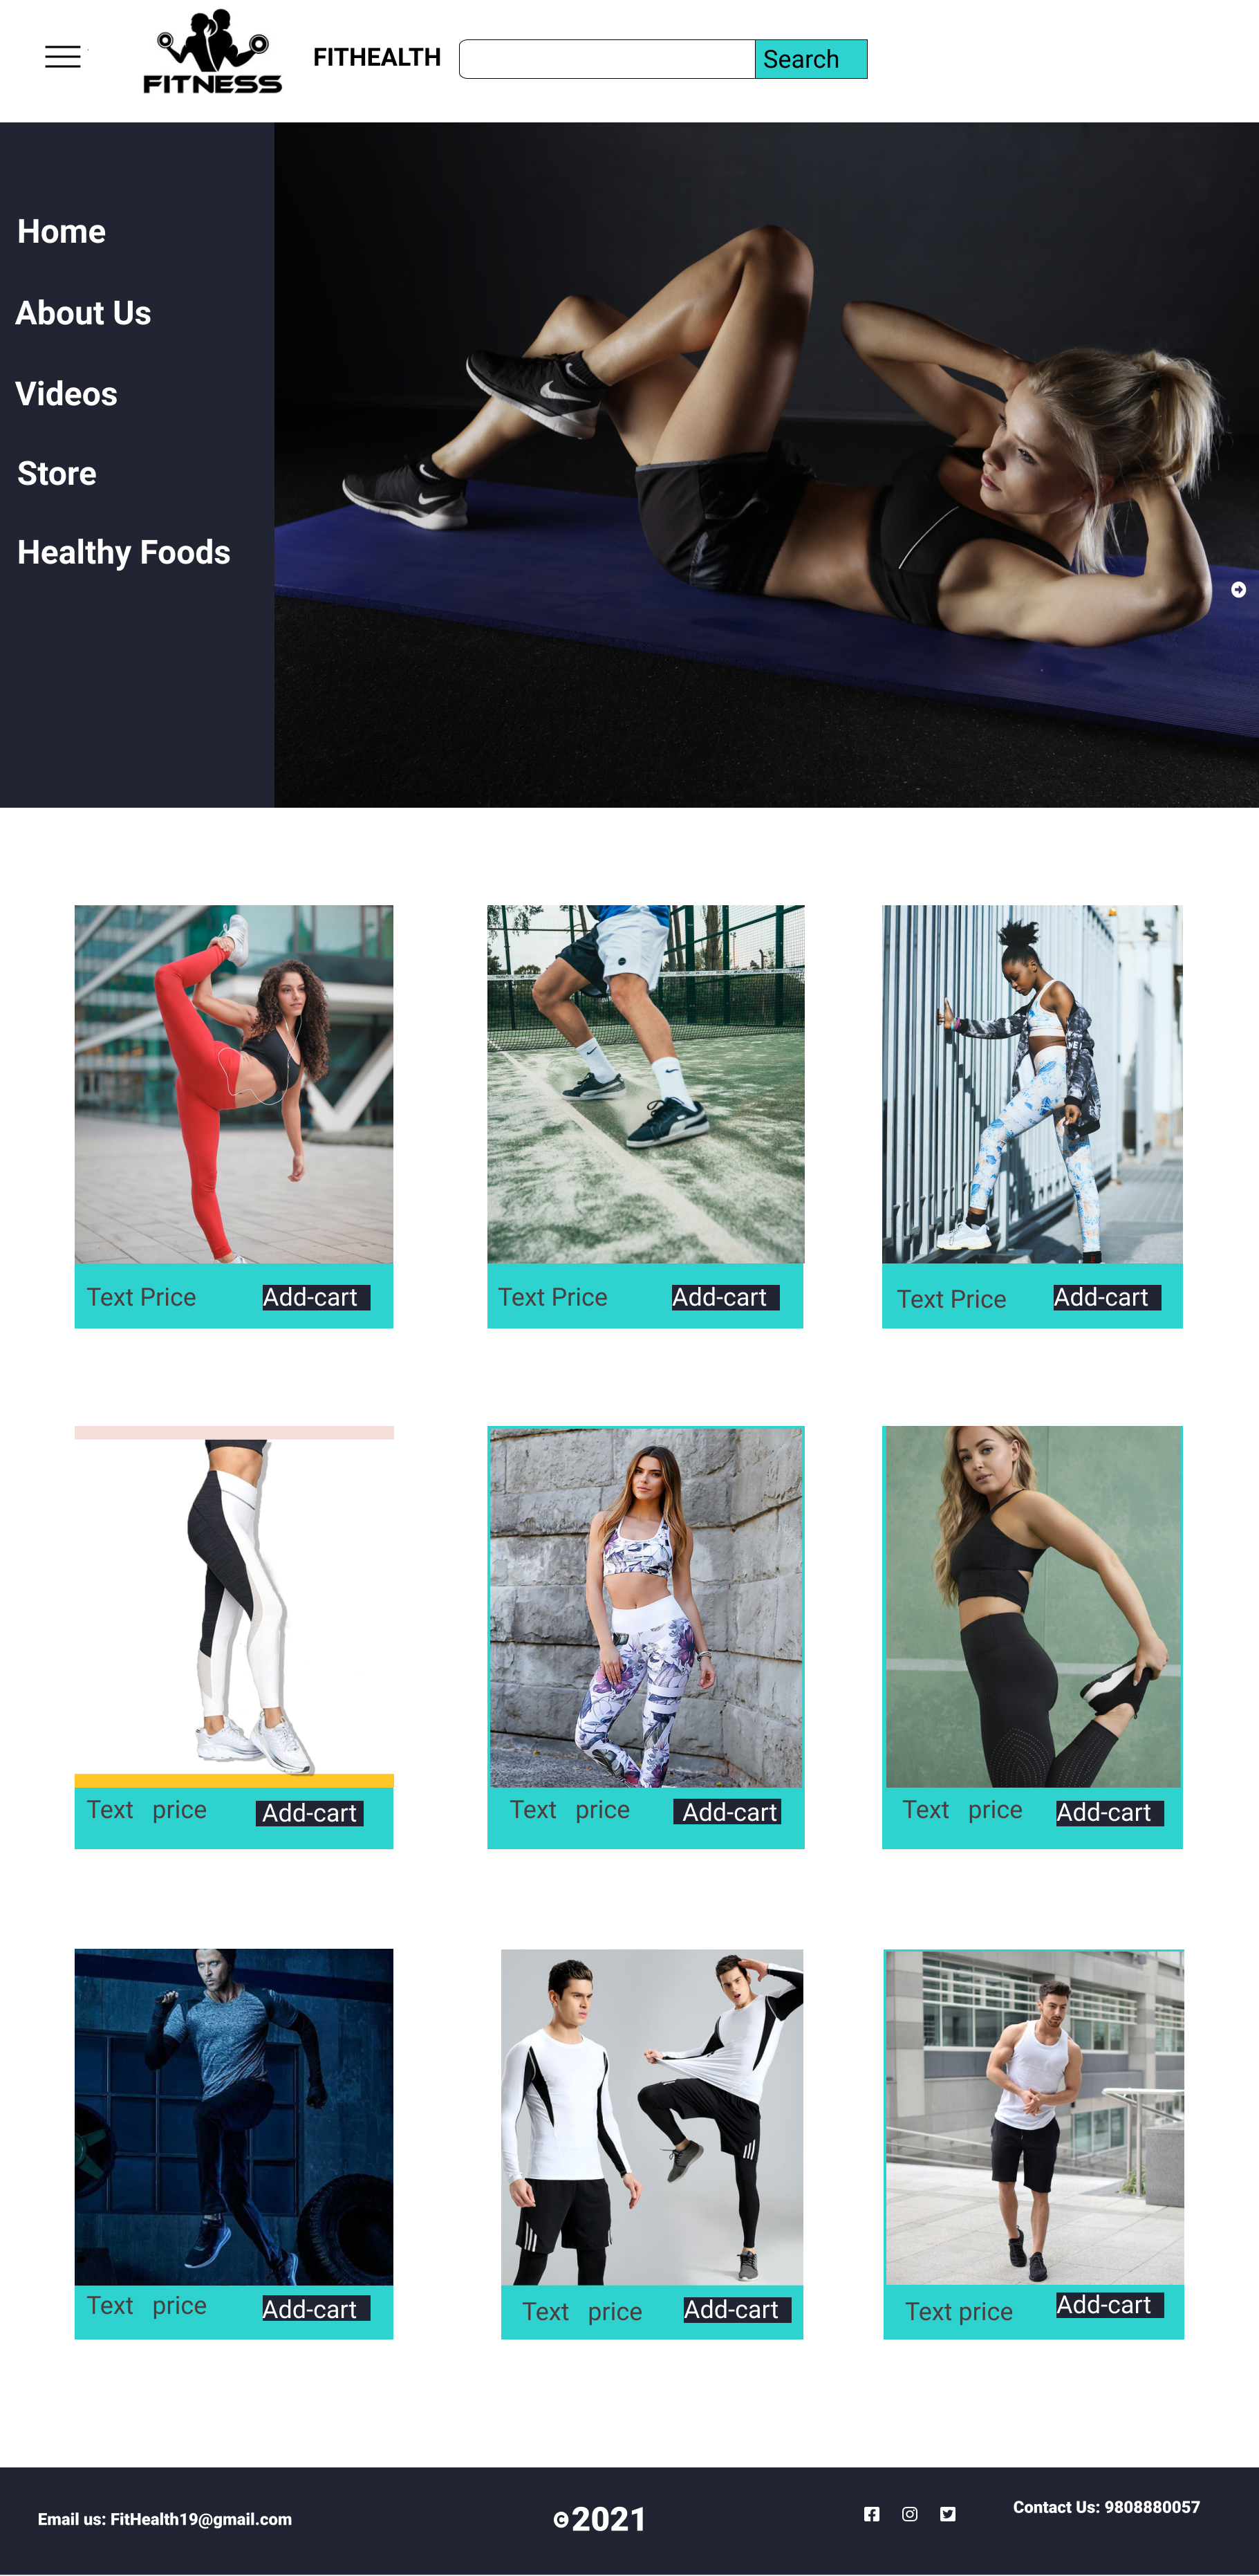 FITNESS
FITHEALTH
Search
Home
About Us
Videos
Store
Healthy Foods
Text Price Add-cart
Text Price Add-cart
Text Price Add-cart
Text price Add-cart
Text price Add-cart
Text price Add-cart
Text price Add-cart
Text price Add-cart
Text price Add-cart
Email us: FitHealth19@gmail.com
©2021
Contact Us: 9808880057